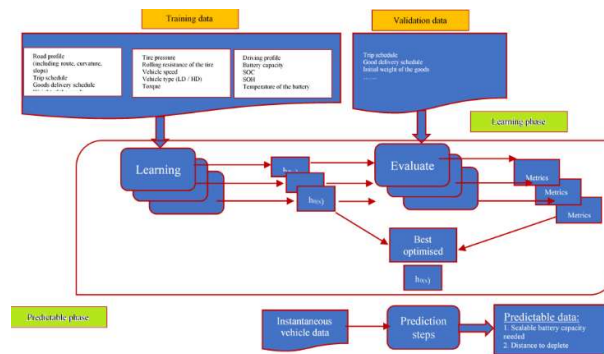 Training data
Validation data
Road profile
(including route, curvature,
slops)
Trip schedule
Goods delivery schedule
Tire pressure
Rolling resistance of the tire
Vehicle speed
Vehicle type (LD / HD)
Torque
Driving profile
Battery capacity
SOC
SOH
Temperature of the battery
Trip schedule
Good delivery schedule
Initial weight of the goods
Learning phase
Learning
Evaluate
Metrics
Metrics
Metrics
Best
optimised
Predictable phase
Instantaneous
vehicle data
Prediction
steps
Predictable data:
1. Scalable battery capacity
needed
2. Distance to deplete